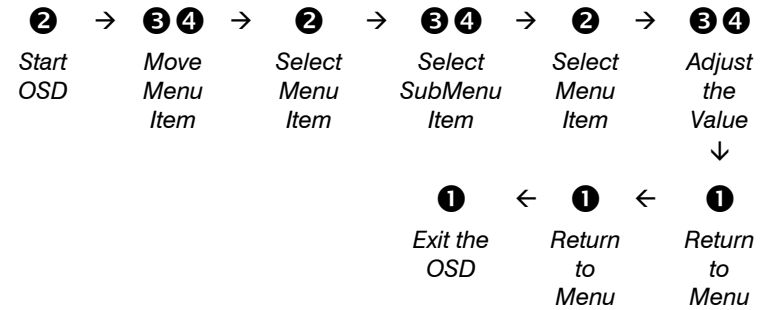 ❷ → ❸❹ → ❷ → ❸❹ → ❷ → ❸❹
Start Move Select Select Select Adjust
OSD Menu Menu SubMenu Menu the
Item Item Item Item Value
↓
❶ ← ❶ ← ❶
Exit the Return Return
OSD to to
Menu Menu